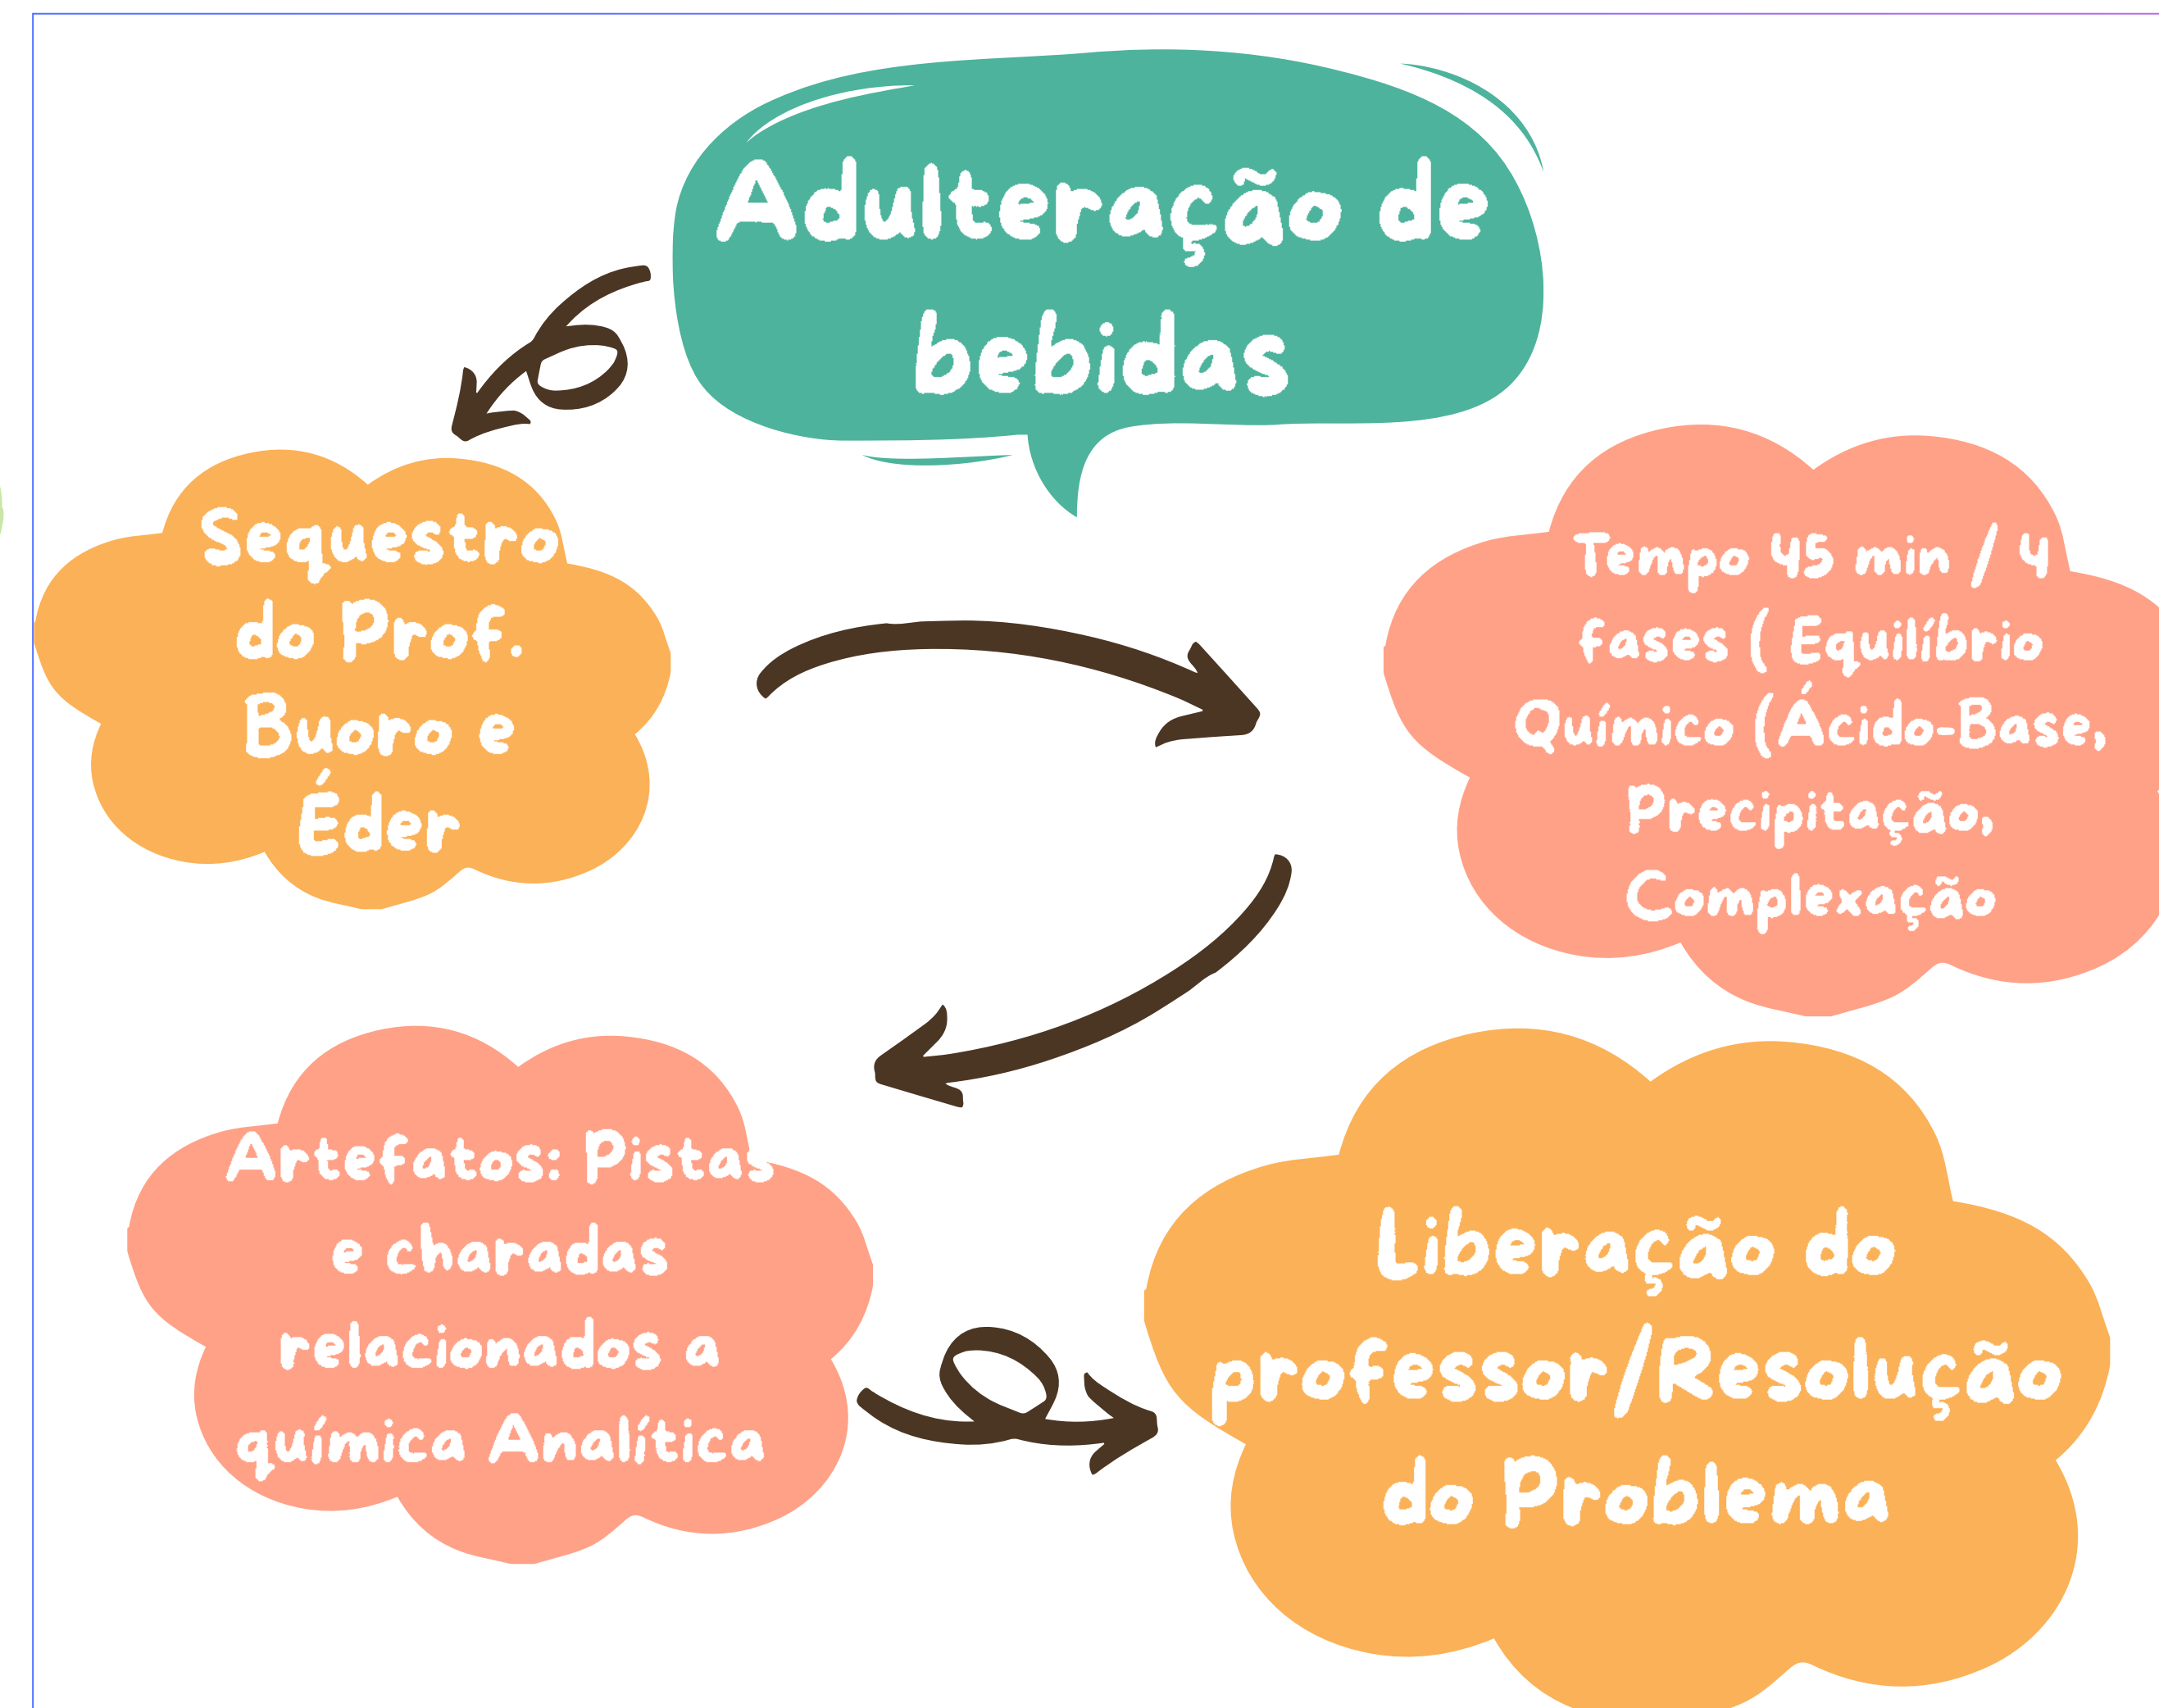 Adulteração de
bebidas
Sequestro
do Prof.
Buoro e
Éder
Tempo 45 min / 4
fases ( Equilíbrio
Químico (Ácido-Base,
Precipitação,
Complexação
Artefatos: Pistas
e charadas
relacionados a
química Analítica
Liberação do
professor/Resolução
do Problema